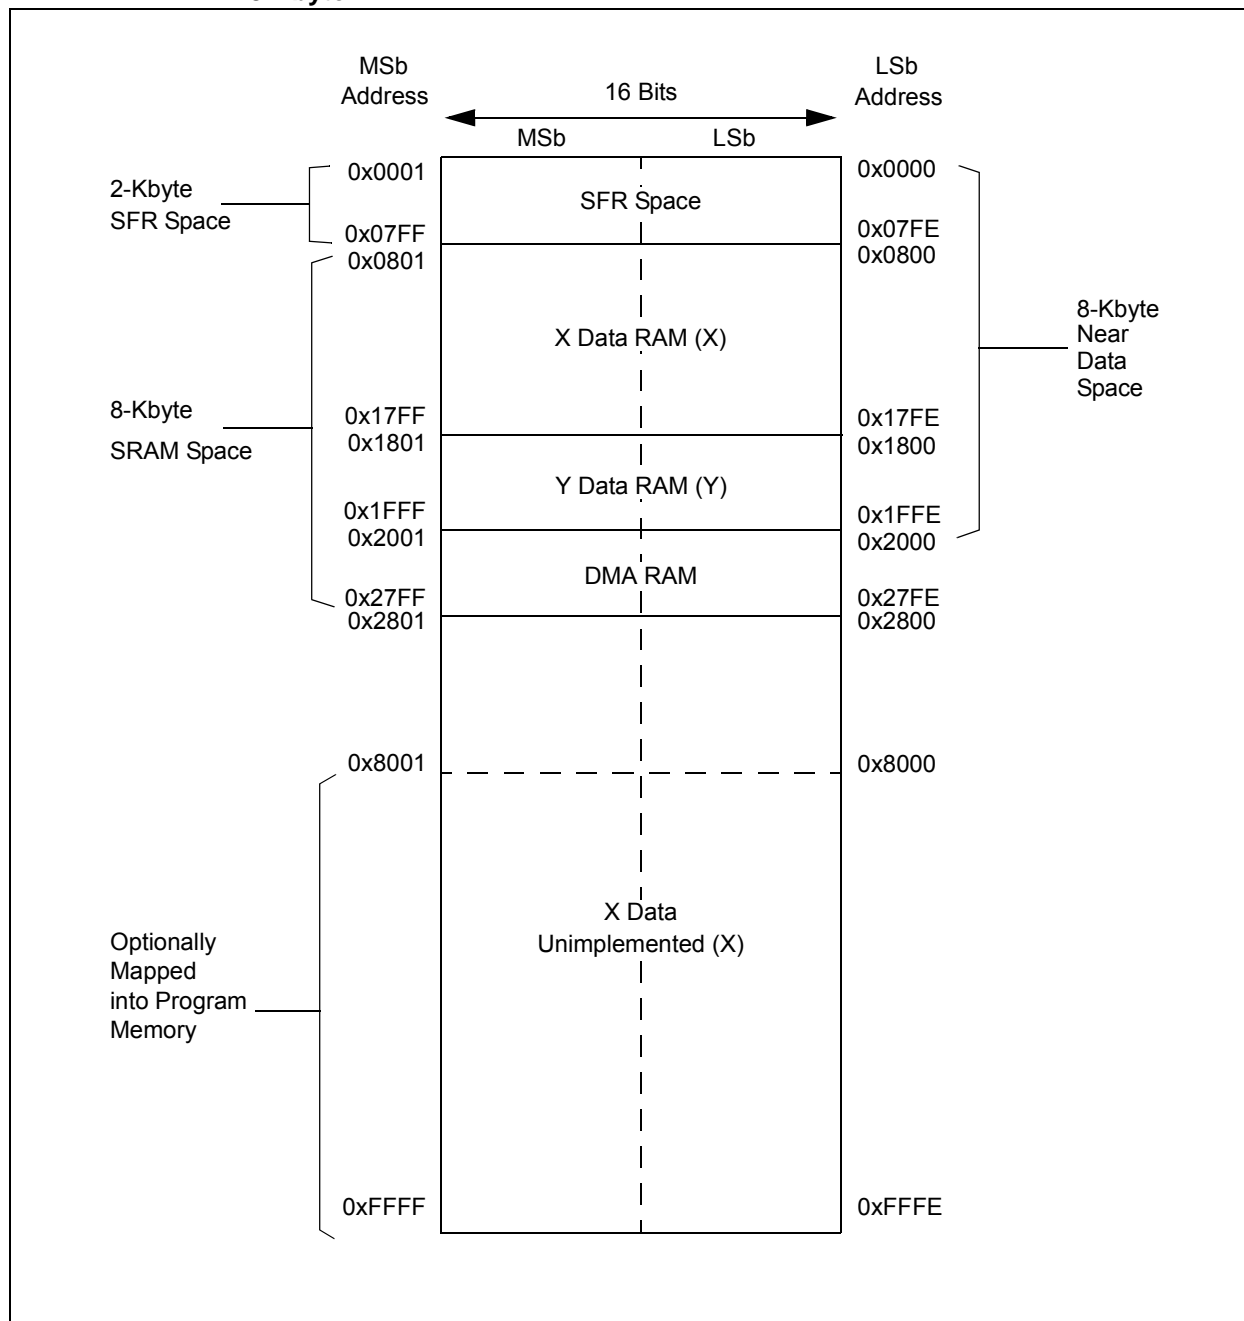 MSb
Address
16 Bits
LSb
Address
MSb
LSb
0x0001
0x0000
2-Kbyte
SFR Space
SFR Space
0x07FF
0x07FE
0x0801
0x0800
X Data RAM (X)
8-Kbyte
Near
Data
Space
8-Kbyte
SRAM Space
0x17FF
0x17FE
0x1801
0x1800
Y Data RAM (Y)
0x1FFF
0x1FFE
0x2001
0x2000
DMA RAM
0x27FF
0x27FE
0x2801
0x2800
0x8001
0x8000
X Data
Unimplemented (X)
Optionally
Mapped
into Program
Memory
0xFFFF
0xFFFE